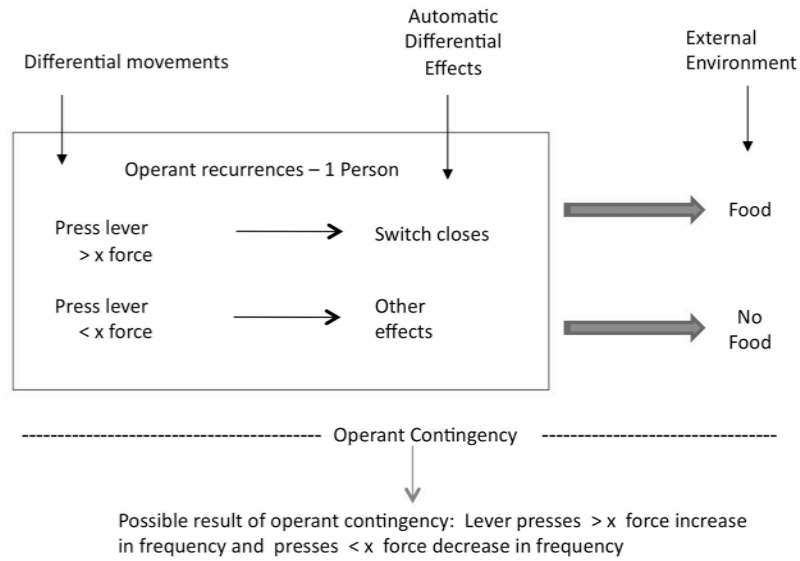 Differential movements
Automatic
Differential
Effects
External
Environment
Operant recurrences – 1 Person
Press lever
> x force
Switch closes
Food
Press lever
< x force
Other
effects
No
Food
Operant Contingency
Possible result of operant contingency: Lever presses > x force increase
in frequency and presses < x force decrease in frequency